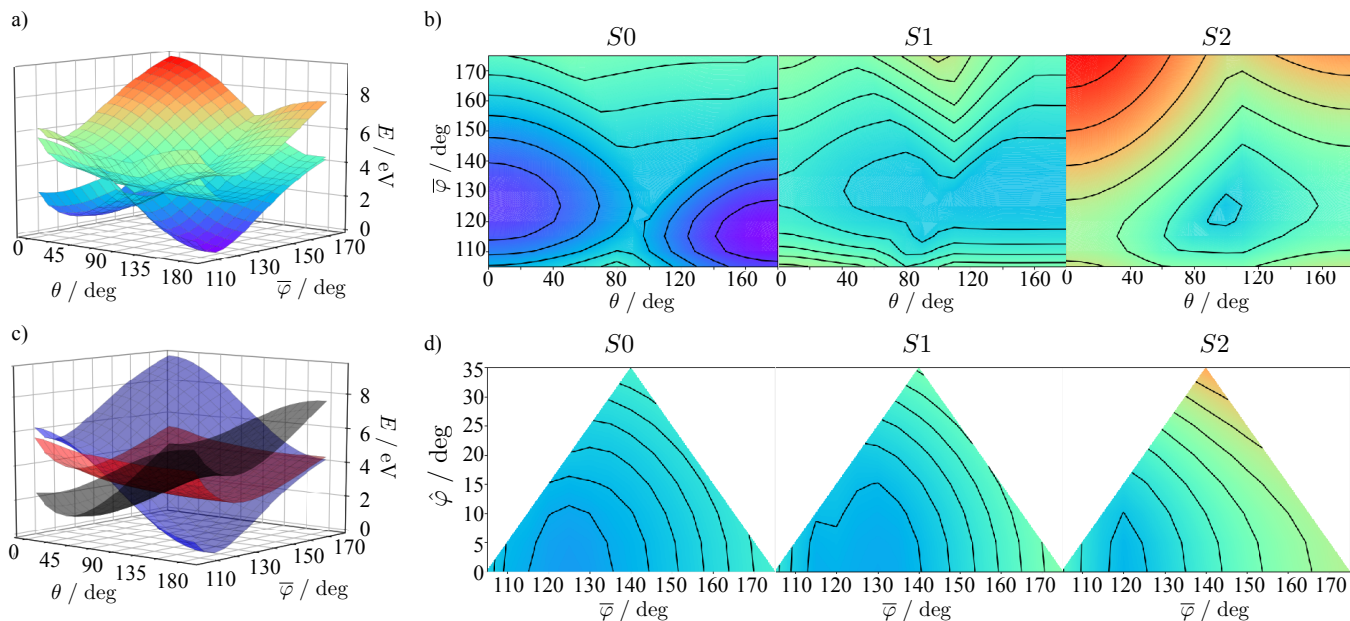 a)
8
6
4
2
0
E / eV
0
45
90
135
180
θ / deg
110
130
150
170
φ̅ / deg
b)
S0
S1
S2
170
160
150
140
130
120
110
φ̅ / deg
0 40 80 120 160
0 40 80 120 160
0 40 80 120 160
θ / deg
θ / deg
θ / deg
c)
8
6
4
2
0
E / eV
0
45
90
135
180
θ / deg
110
130
150
170
φ̅ / deg
d)
S0
S1
S2
35
30
25
20
15
10
5
0
φ̂ / deg
110 120 130 140 150 160 170
110 120 130 140 150 160 170
110 120 130 140 150 160 170
φ̅ / deg
φ̅ / deg
φ̅ / deg